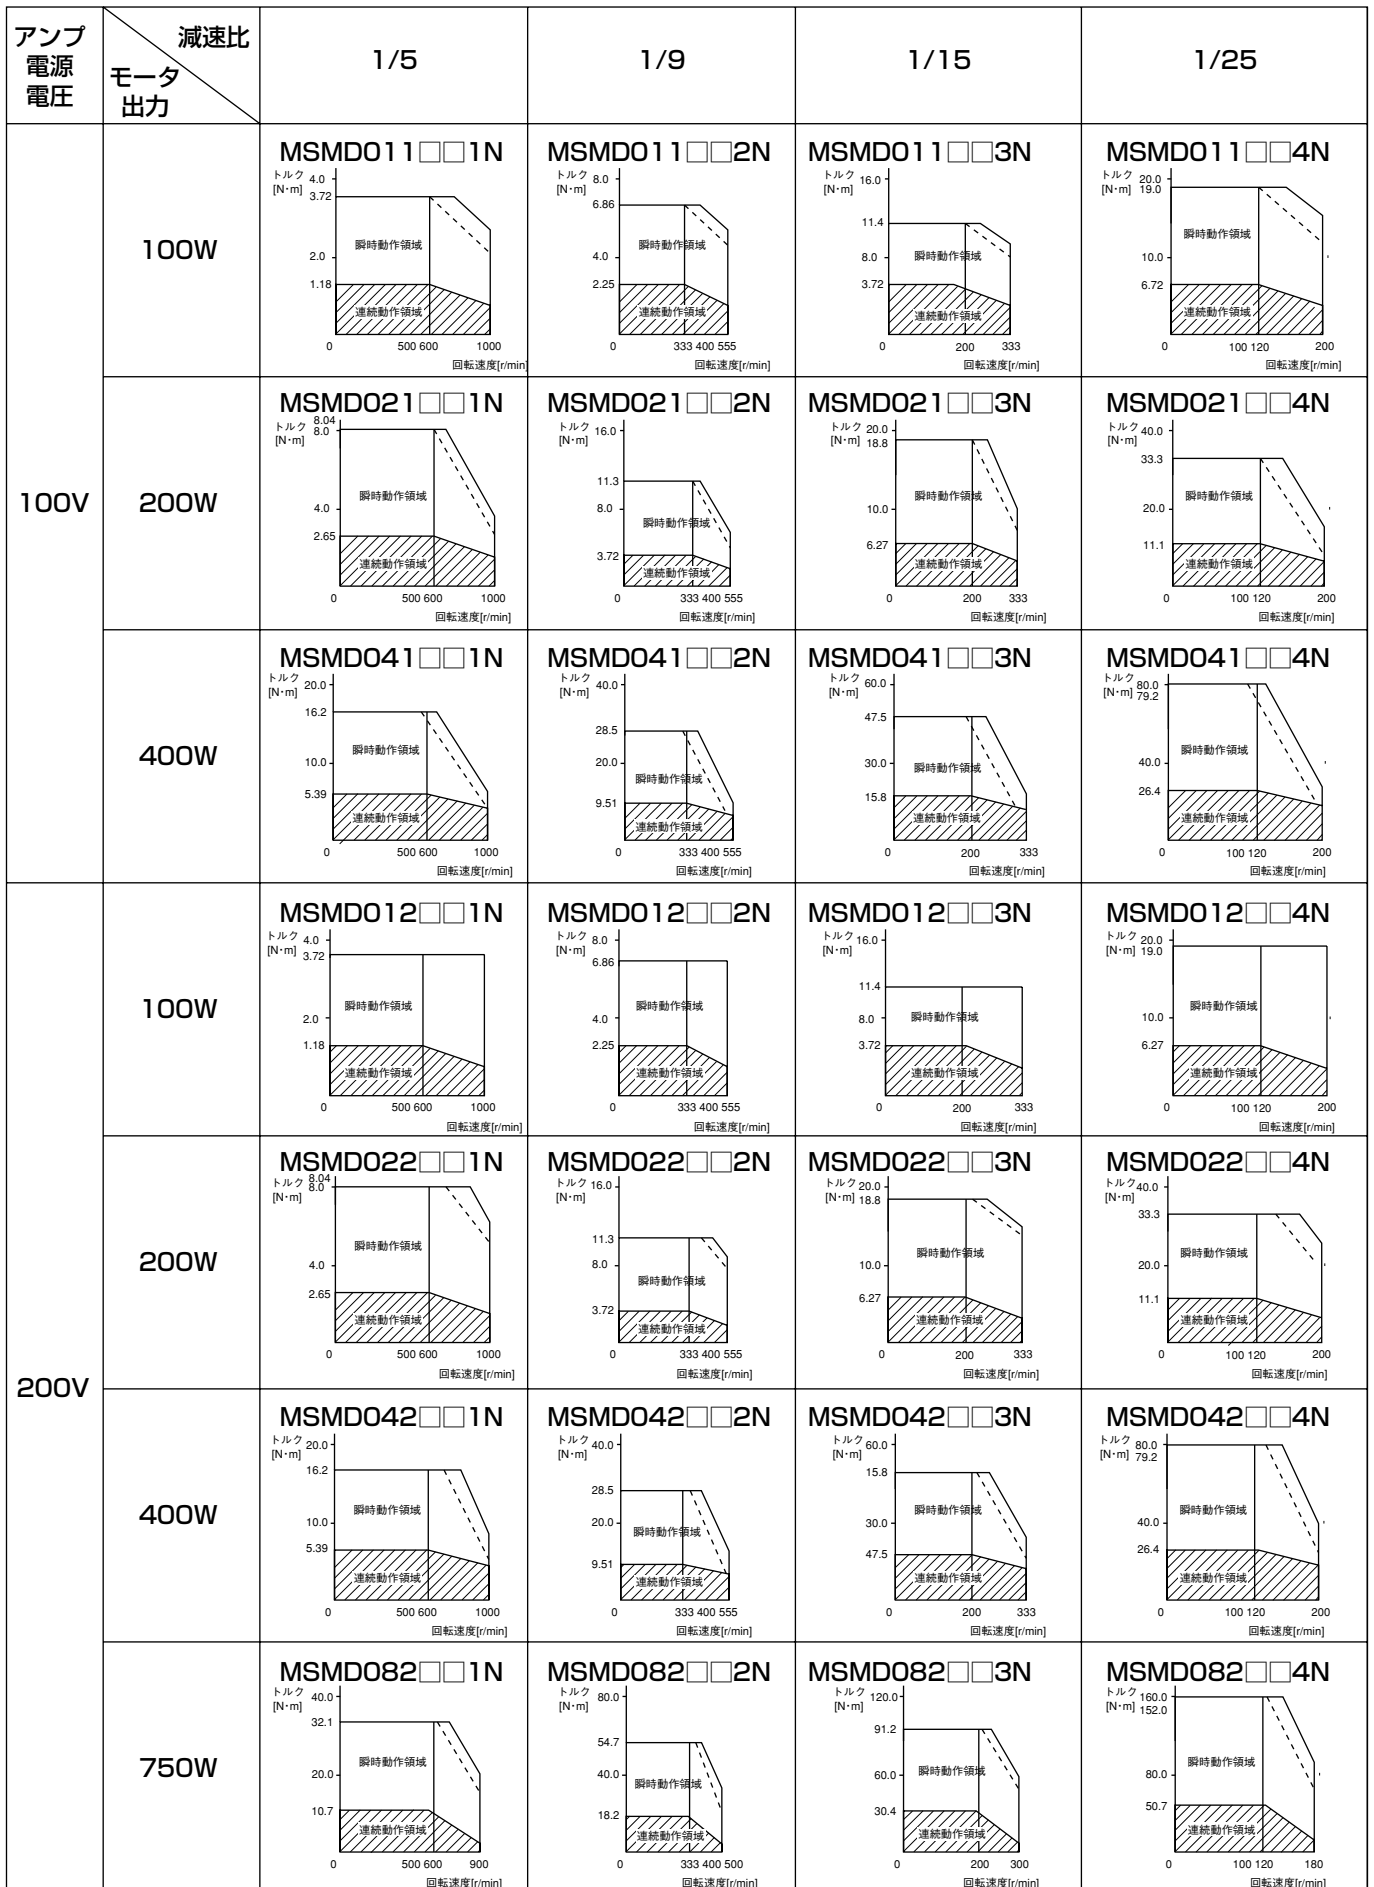 アンプ
電源
電圧
減速比
モータ
出力
1/5
1/9
1/15
1/25
100V
100W
MSMD011□□1N
トルク
[N・m]
4.0
3.72
2.0
1.18
瞬時動作領域
連続動作領域
0 500 600 1000
回転速度[r/min]
MSMD011□□2N
トルク
[N・m]
8.0
6.86
4.0
2.25
瞬時動作領域
連続動作領域
0 333 400 555
回転速度[r/min]
MSMD011□□3N
トルク
[N・m]
16.0
11.4
8.0
3.72
瞬時動作領域
連続動作領域
0 200 333
回転速度[r/min]
MSMD011□□4N
トルク
[N・m]
20.0
19.0
10.0
6.72
瞬時動作領域
連続動作領域
0 100 120 200
回転速度[r/min]
200W
MSMD021□□1N
トルク
[N・m]
8.04
8.0
4.0
2.65
瞬時動作領域
連続動作領域
0 500 600 1000
回転速度[r/min]
MSMD021□□2N
トルク
[N・m]
16.0
11.3
8.0
3.72
瞬時動作領域
連続動作領域
0 333 400 555
回転速度[r/min]
MSMD021□□3N
トルク
[N・m]
20.0
18.8
10.0
6.27
瞬時動作領域
連続動作領域
0 200 333
回転速度[r/min]
MSMD021□□4N
トルク
[N・m]
40.0
33.3
20.0
11.1
瞬時動作領域
連続動作領域
0 100 120 200
回転速度[r/min]
400W
MSMD041□□1N
トルク
[N・m]
20.0
16.2
10.0
5.39
瞬時動作領域
連続動作領域
0 500 600 1000
回転速度[r/min]
MSMD041□□2N
トルク
[N・m]
40.0
28.5
20.0
9.51
瞬時動作領域
連続動作領域
0 333 400 555
回転速度[r/min]
MSMD041□□3N
トルク
[N・m]
60.0
47.5
30.0
15.8
瞬時動作領域
連続動作領域
0 200 333
回転速度[r/min]
MSMD041□□4N
トルク
[N・m]
80.0
79.2
40.0
26.4
瞬時動作領域
連続動作領域
0 100 120 200
回転速度[r/min]
200V
100W
MSMD012□□1N
トルク
[N・m]
4.0
3.72
2.0
1.18
瞬時動作領域
連続動作領域
0 500 600 1000
回転速度[r/min]
MSMD012□□2N
トルク
[N・m]
8.0
6.86
4.0
2.25
瞬時動作領域
連続動作領域
0 333 400 555
回転速度[r/min]
MSMD012□□3N
トルク
[N・m]
16.0
11.4
8.0
3.72
瞬時動作領域
連続動作領域
0 200 333
回転速度[r/min]
MSMD012□□4N
トルク
[N・m]
20.0
19.0
10.0
6.27
瞬時動作領域
連続動作領域
0 100 120 200
回転速度[r/min]
200W
MSMD022□□1N
トルク
[N・m]
8.04
8.0
4.0
2.65
瞬時動作領域
連続動作領域
0 500 600 1000
回転速度[r/min]
MSMD022□□2N
トルク
[N・m]
16.0
11.3
8.0
3.72
瞬時動作領域
連続動作領域
0 333 400 555
回転速度[r/min]
MSMD022□□3N
トルク
[N・m]
20.0
18.8
10.0
6.27
瞬時動作領域
連続動作領域
0 200 333
回転速度[r/min]
MSMD022□□4N
トルク
[N・m]
40.0
33.3
20.0
11.1
瞬時動作領域
連続動作領域
0 100 120 200
回転速度[r/min]
400W
MSMD042□□1N
トルク
[N・m]
20.0
16.2
10.0
5.39
瞬時動作領域
連続動作領域
0 500 600 1000
回転速度[r/min]
MSMD042□□2N
トルク
[N・m]
40.0
28.5
20.0
9.51
瞬時動作領域
連続動作領域
0 333 400 555
回転速度[r/min]
MSMD042□□3N
トルク
[N・m]
60.0
15.8
30.0
47.5
瞬時動作領域
連続動作領域
0 200 333
回転速度[r/min]
MSMD042□□4N
トルク
[N・m]
80.0
79.2
40.0
26.4
瞬時動作領域
連続動作領域
0 100 120 200
回転速度[r/min]
750W
MSMD082□□1N
トルク
[N・m]
40.0
32.1
20.0
10.7
瞬時動作領域
連続動作領域
0 500 600 900
回転速度[r/min]
MSMD082□□2N
トルク
[N・m]
80.0
54.7
40.0
18.2
瞬時動作領域
連続動作領域
0 333 400 500
回転速度[r/min]
MSMD082□□3N
トルク
[N・m]
120.0
91.2
60.0
30.4
瞬時動作領域
連続動作領域
0 200 300
回転速度[r/min]
MSMD082□□4N
トルク
[N・m]
160.0
152.0
80.0
50.7
瞬時動作領域
連続動作領域
0 100 120 180
回転速度[r/min]